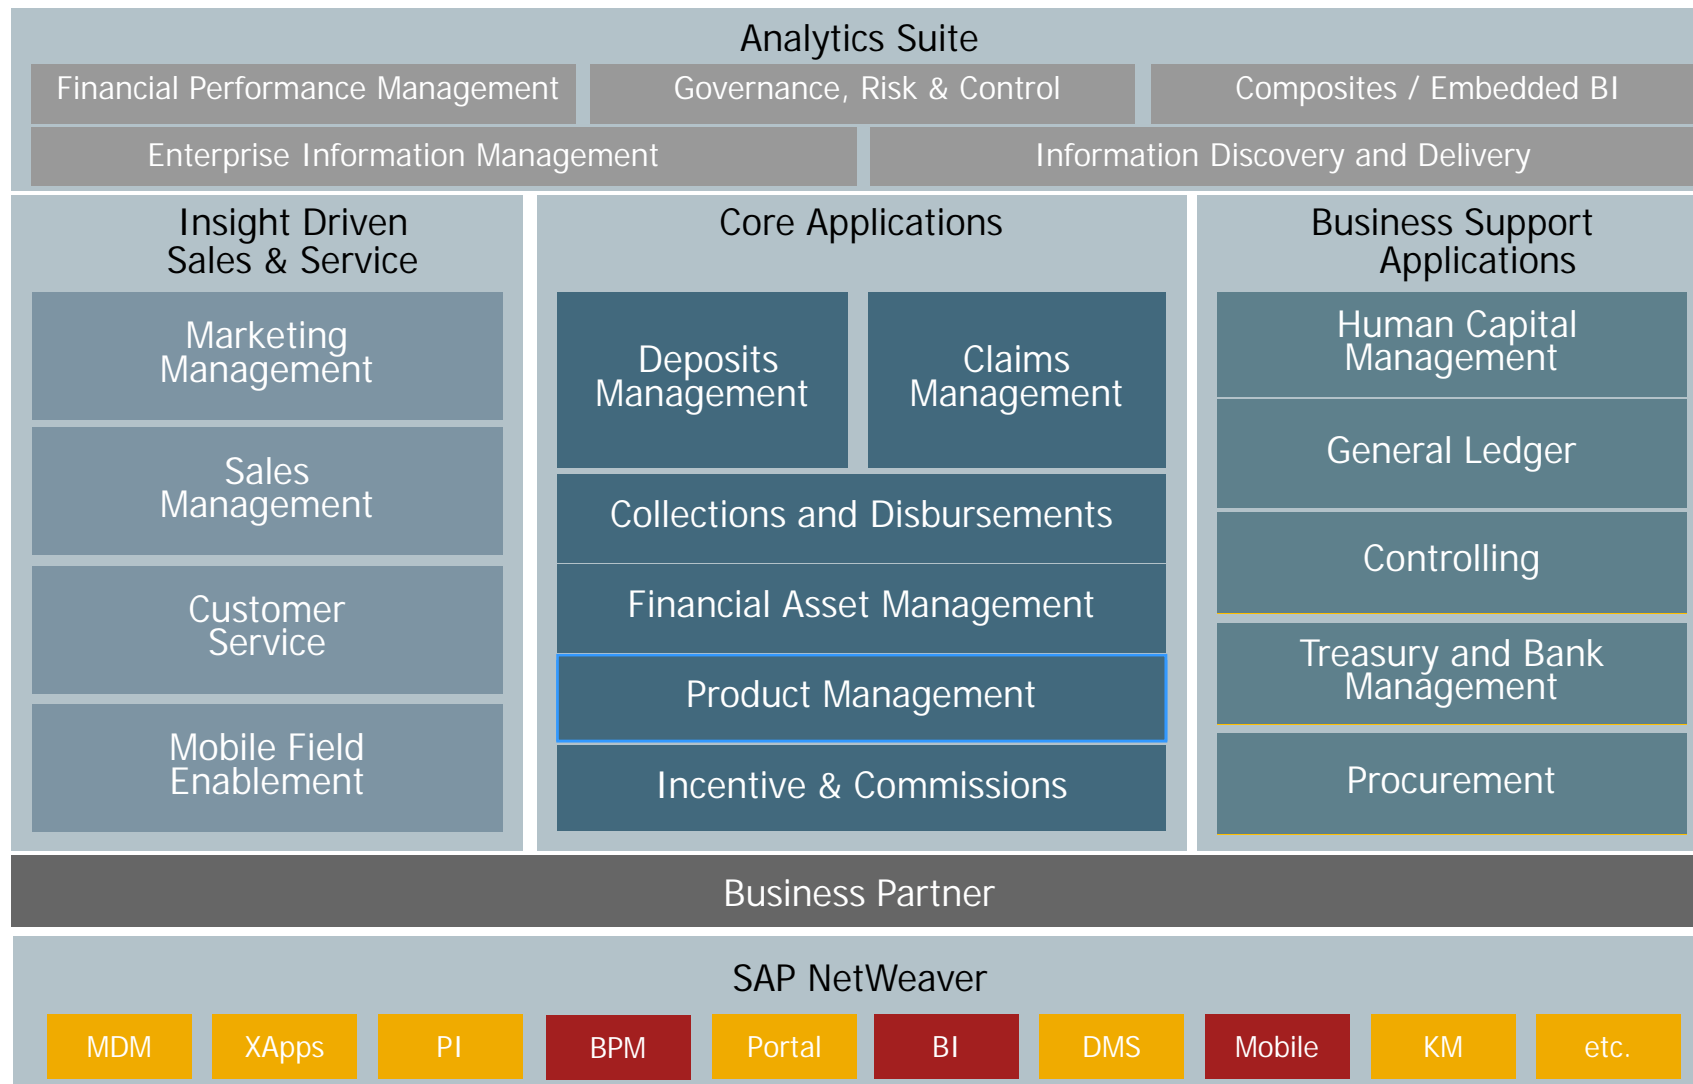 Analytics Suite
Financial Performance Management
Governance, Risk & Control
Composites / Embedded BI
Enterprise Information Management
Information Discovery and Delivery
Insight Driven
Sales & Service
Marketing
Management
Sales
Management
Customer
Service
Mobile Field
Enablement
Core Applications
Deposits
Management
Claims
Management
Collections and Disbursements
Financial Asset Management
Product Management
Incentive & Commissions
Business Support
Applications
Human Capital
Management
General Ledger
Controlling
Treasury and Bank
Management
Procurement
Business Partner
SAP NetWeaver
MDM
XApps
PI
BPM
Portal
BI
DMS
Mobile
KM
etc.